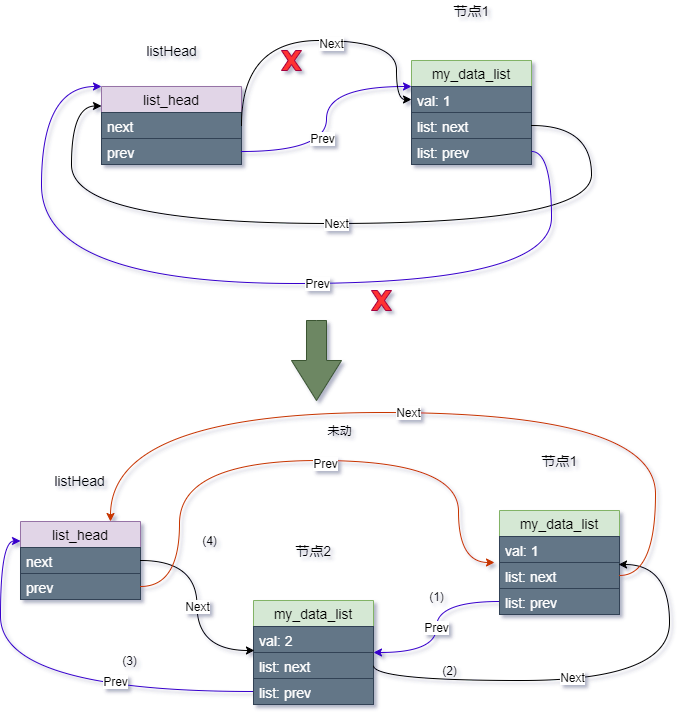 节点1
listHead
Next
my_data_list
list_head
val: 1
next
list: next
Prev
prev
list: prev
Next
Prev
Next
未动
节点1
Prev
listHead
my_data_list
list_head
(4)
节点2
val: 1
next
list: next
prev
(1)
list: prev
Next
my_data_list
Prev
val: 2
(3)
list: next
(2)
Prev
list: prev
Next